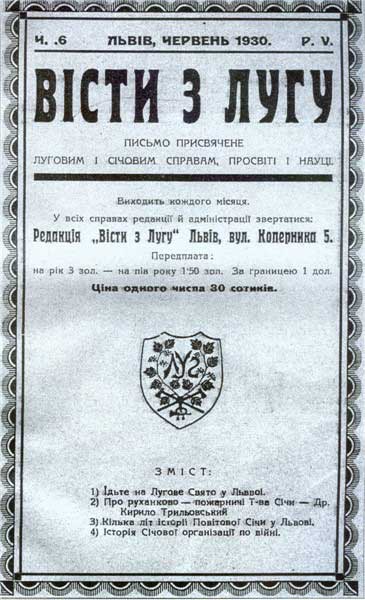 Ч. .6 ЛЬВІВ, ЧЕРВЕНЬ 1930. Р. V.
ВІСТИ З ЛУГУ
ПИСЬМО ПРИСВЯЧЕНЕ
ЛУГОВИМ І СІЧОВИМ СПРАВАМ, ПРОСВІТІ І НАУЦІ.
Виходить кождого місяця.
У всіх справах редакції й адміністрації звертатися:
Редакція „Вісти з Лугу“ Львів, вул. Коперника 5.
Передплата:
на рік 3 зол. — на пів року 1·50 зол. За границею 1 дол.
Ціна одного числа 30 сотиків.
ЛУГ
ЗМІСТ:
1) Їдьте на Лугове Свято у Львові.
2) Про руханково — пожарничі Т-ва Січи — Др.
Кирило Трильовський
3) Кілька літ історії Повітової Січи у Львові.
4) Історія Січової організації по війні.